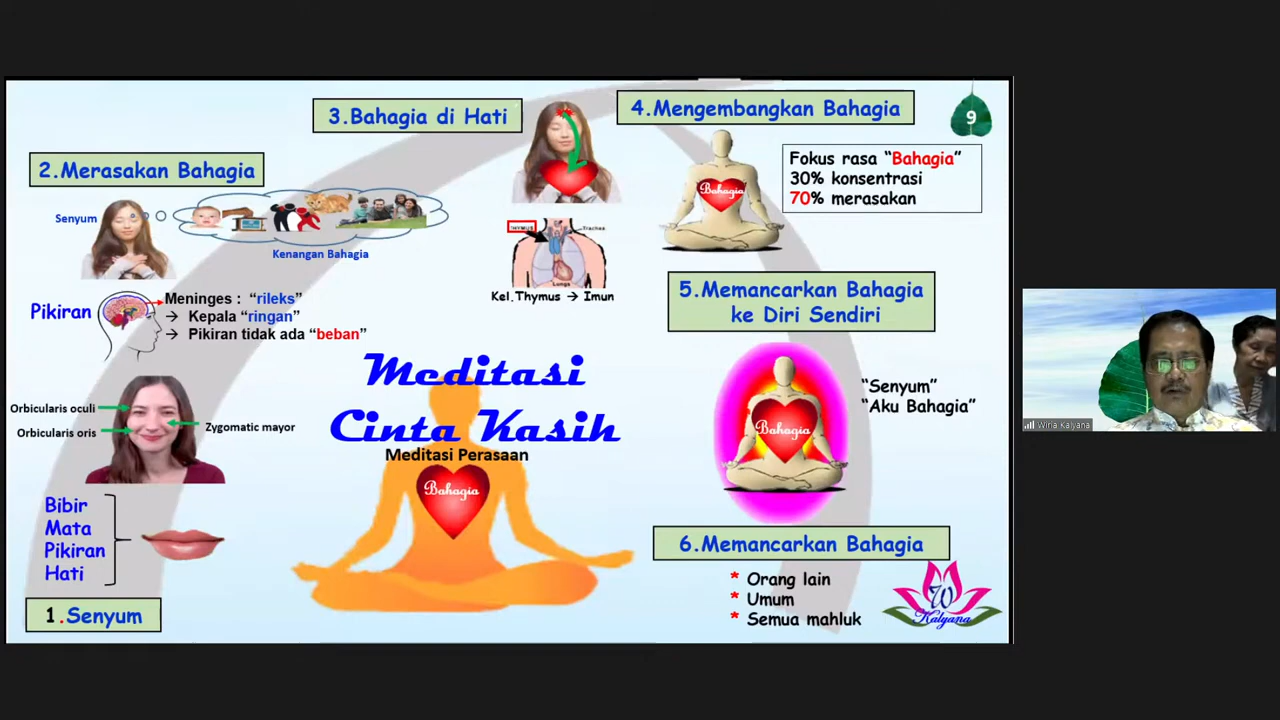 3.Bahagia di Hati
4.Mengembangkan Bahagia
9
2.Merasakan Bahagia
Fokus rasa “Bahagia”
30% konsentrasi
70% merasakan
Bahagia
Senyum
Kenangan Bahagia
THYMUS
Trachea
Lungs
Kel.Thymus → Imun
Pikiran
Meninges : “rileks”
→ Kepala “ringan”
→ Pikiran tidak ada “beban”
5.Memancarkan Bahagia
ke Diri Sendiri
Meditasi
Cinta Kasih
Meditasi Perasaan
Bahagia
“Senyum”
“Aku Bahagia”
Bahagia
Orbicularis oculi
Orbicularis oris
Zygomatic mayor
Bibir
Mata
Pikiran
Hati
1.Senyum
6.Memancarkan Bahagia
* Orang lain
* Umum
* Semua mahluk
W
Kalyana
Wiria Kalyana